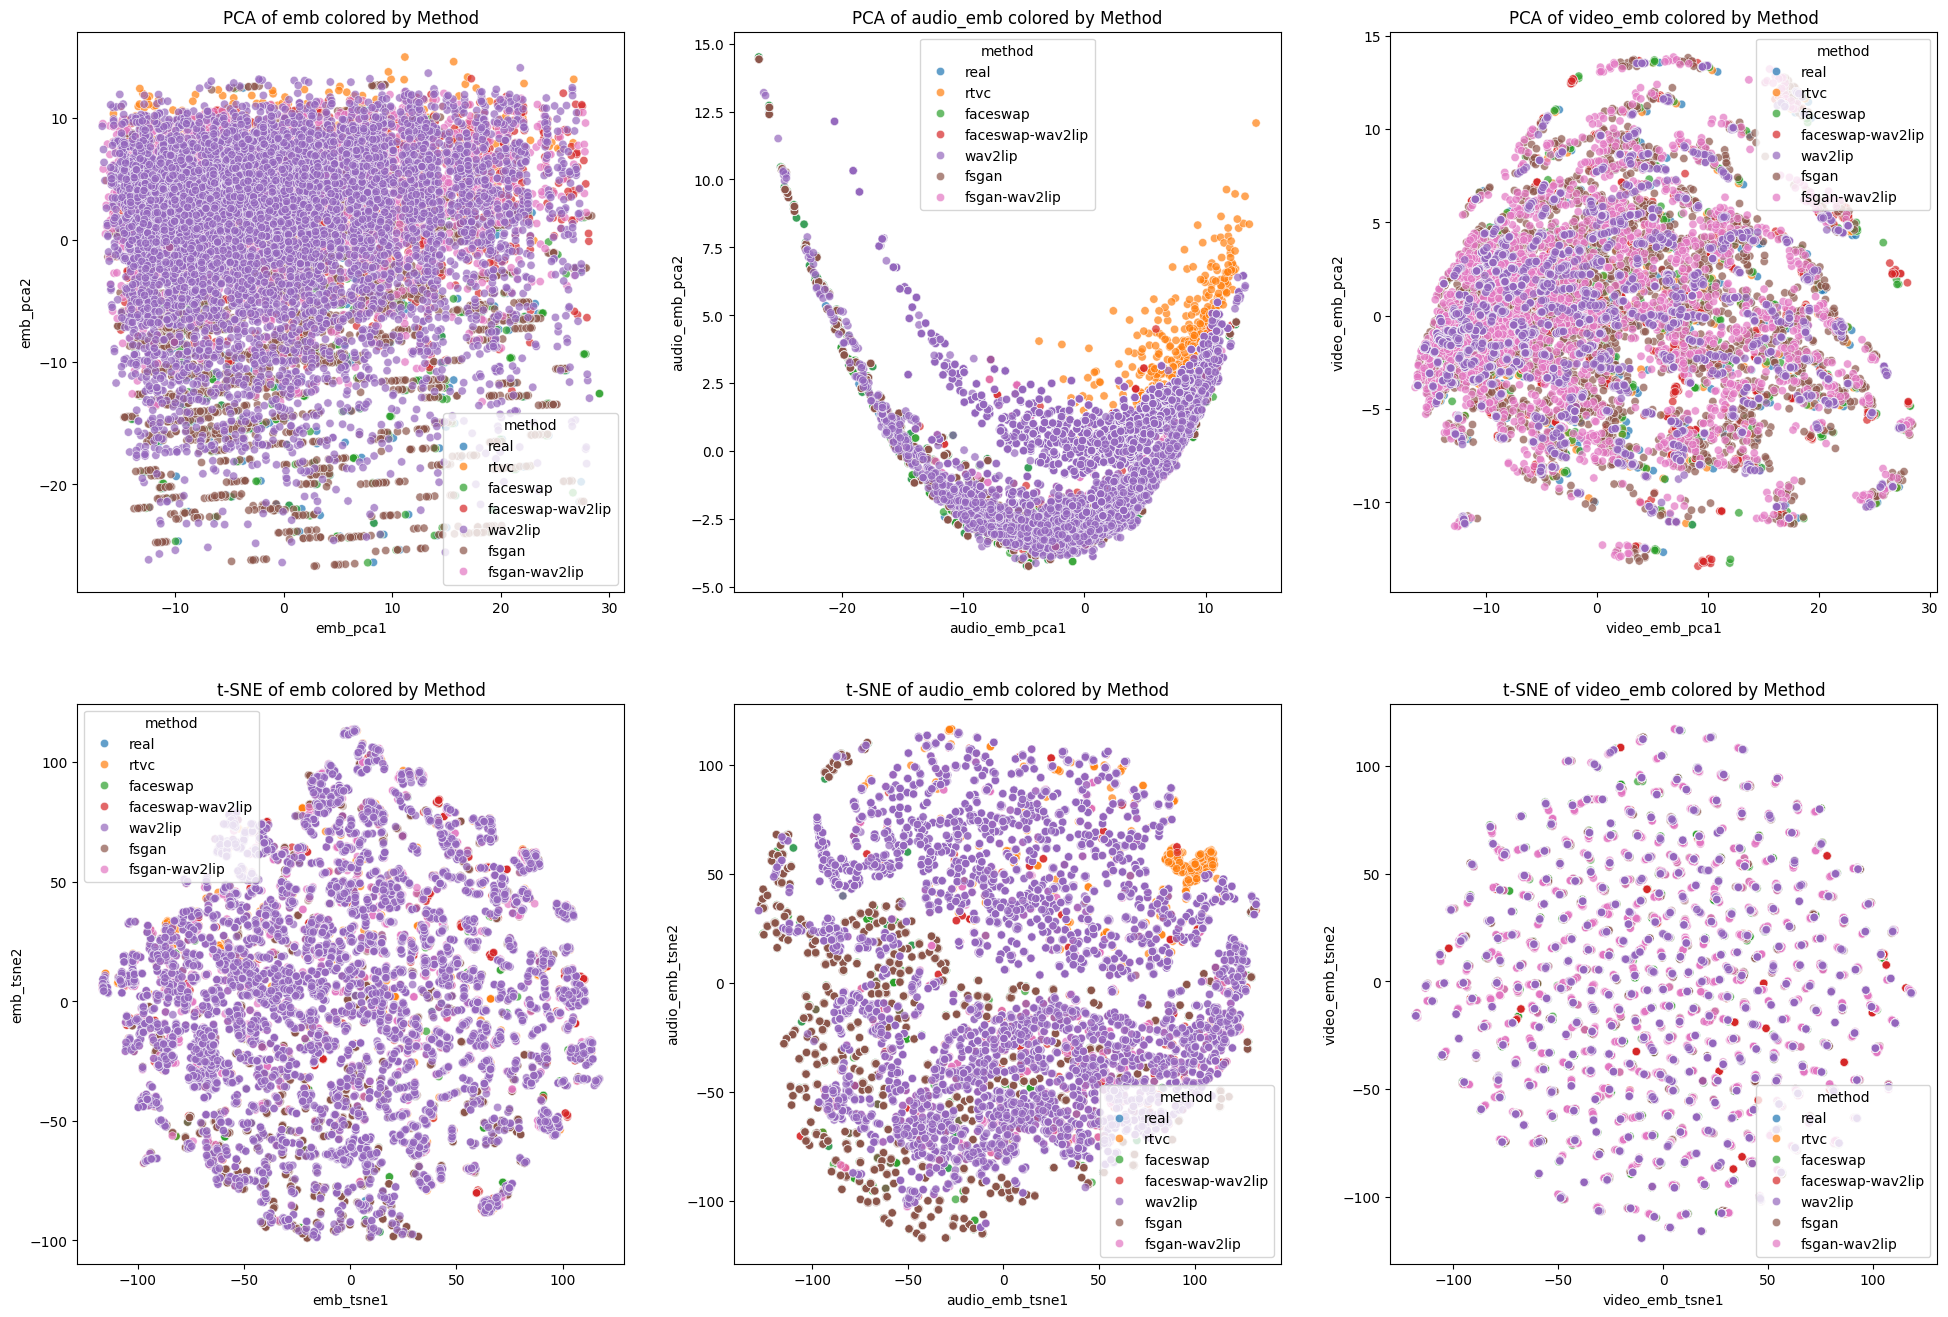 PCA of emb colored by Method
emb_pca2
10
0
−10
−20
method
real
rtvc
faceswap
faceswap-wav2lip
wav2lip
fsgan
fsgan-wav2lip
−10
0
10
20
30
emb_pca1
PCA of audio_emb colored by Method
audio_emb_pca2
15.0
12.5
10.0
7.5
5.0
2.5
0.0
−2.5
−5.0
method
real
rtvc
faceswap
faceswap-wav2lip
wav2lip
fsgan
fsgan-wav2lip
−20
−10
0
10
audio_emb_pca1
PCA of video_emb colored by Method
video_emb_pca2
15
10
5
0
−5
−10
method
real
rtvc
faceswap
faceswap-wav2lip
wav2lip
fsgan
fsgan-wav2lip
−10
0
10
20
30
video_emb_pca1
t-SNE of emb colored by Method
emb_tsne2
100
50
0
−50
−100
method
real
rtvc
faceswap
faceswap-wav2lip
wav2lip
fsgan
fsgan-wav2lip
−100
−50
0
50
100
emb_tsne1
t-SNE of audio_emb colored by Method
audio_emb_tsne2
100
50
0
−50
−100
method
real
rtvc
faceswap
faceswap-wav2lip
wav2lip
fsgan
fsgan-wav2lip
−100
−50
0
50
100
audio_emb_tsne1
t-SNE of video_emb colored by Method
video_emb_tsne2
100
50
0
−50
−100
method
real
rtvc
faceswap
faceswap-wav2lip
wav2lip
fsgan
fsgan-wav2lip
−100
−50
0
50
100
video_emb_tsne1